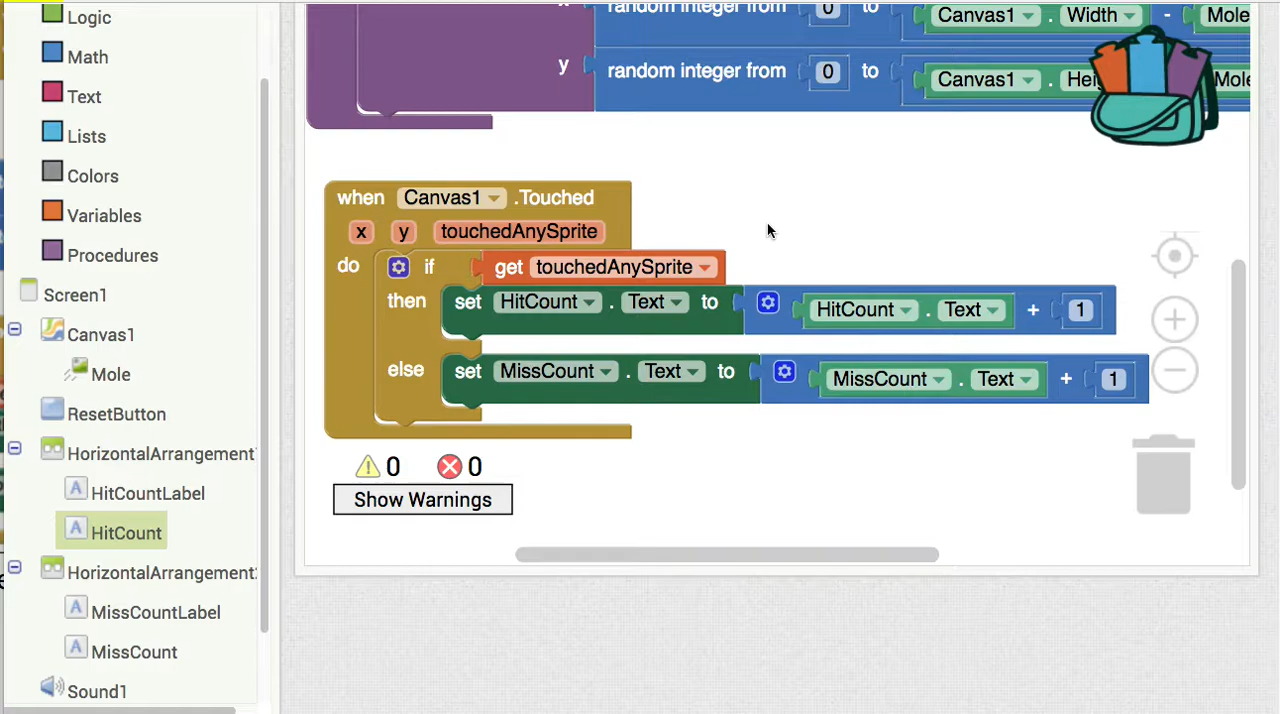 Logic
Math
Text
Lists
Colors
Variables
Procedures
Screen1
Canvas1
Mole
ResetButton
HorizontalArrangement
HitCountLabel
HitCount
HorizontalArrangement
MissCountLabel
MissCount
Sound1
random integer from 0 to Canvas1 . Width - Mole
y random integer from 0 to Canvas1 . Mole
when Canvas1 .Touched
x y touchedAnySprite
do if get touchedAnySprite
then set HitCount . Text to HitCount . Text + 1
else set MissCount . Text to MissCount . Text + 1
0 0
Show Warnings